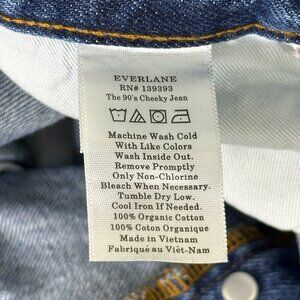 EVERLANE
RN# 139393
The 90's Cheeky Jean
Machine Wash Cold
With Like Colors
Wash Inside Out.
Remove Promptly
Only Non-Chlorine
Bleach When Necessary.
Tumble Dry Low.
Cool Iron If Needed.
100% Organic Cotton
100% Coton Organique
Made in Vietnam
Fabriqué au Viêt-Nam